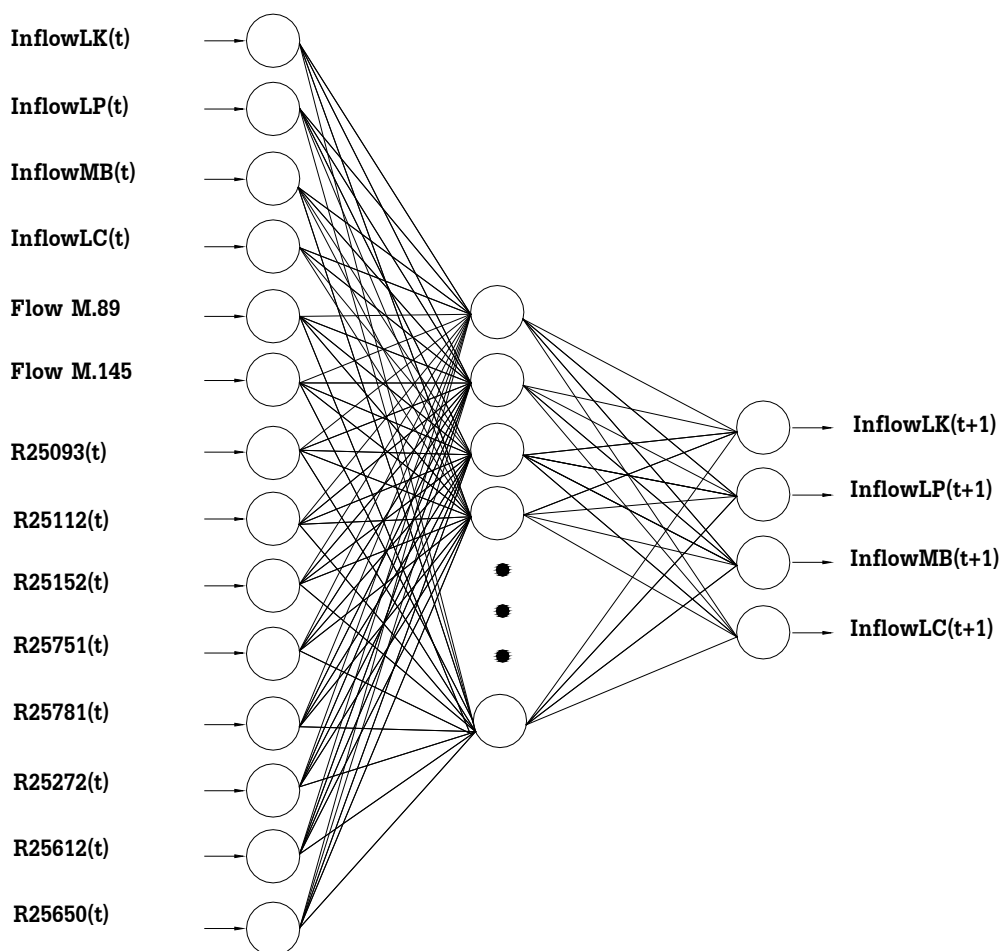 InflowLK(t)
InflowLP(t)
InflowMB(t)
InflowLC(t)
Flow M.89
Flow M.145
R25093(t)
R25112(t)
R25152(t)
R25751(t)
R25781(t)
R25272(t)
R25612(t)
R25650(t)
InflowLK(t+1)
InflowLP(t+1)
InflowMB(t+1)
InflowLC(t+1)